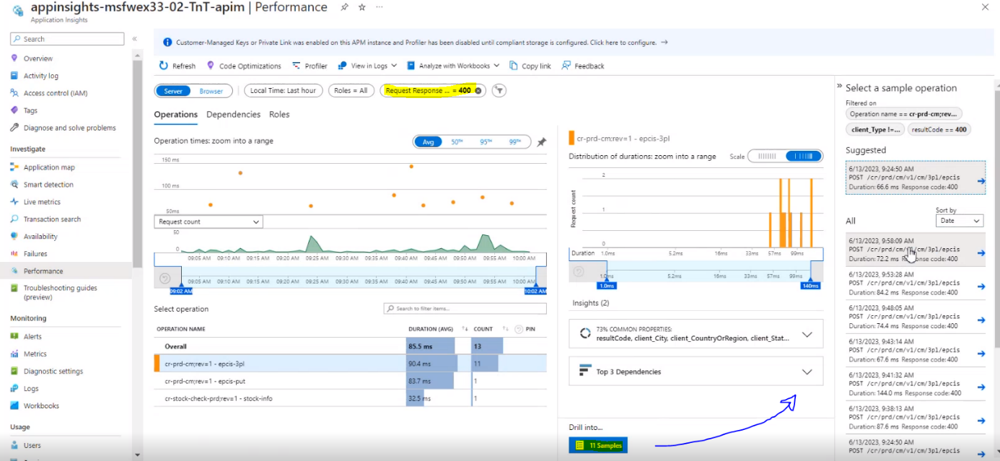 appinsights-msfwex33-02-TnT-apim | Performance
Application Insights
Search
Overview
Activity log
Access control (IAM)
Tags
Diagnose and solve problems
Investigate
Application map
Smart detection
Live metrics
Transaction search
Availability
Failures
Performance
Troubleshooting guides
(preview)
Monitoring
Alerts
Metrics
Diagnostic settings
Logs
Workbooks
Usage
Users
Customer-Managed Keys or Private Link was enabled on this APM instance and Profiler has been disabled until compliant storage is configured. Click here to configure. →
Refresh Code Optimizations Profiler View in Logs Analyze with Workbooks Copy link Feedback
Server Browser Local Time: Last hour Roles = All Request Response ... = 400
Operations Dependencies Roles
Operation times: zoom into a range
Avg 50TH 95TH 99TH
150 ms
100 ms
50ms
Request count
50
0
09:05 AM 09:10 AM 09:15 AM 09:20 AM 09:25 AM 09:30 AM 09:35 AM 09:40 AM 09:45 AM 09:50 AM 09:55 AM 10:00 AM
09:05 AM 09:10 AM 09:15 AM 09:20 AM 09:25 AM 09:30 AM 09:35 AM 09:40 AM 09:45 AM 09:50 AM 09:55 AM 10:00 AM
09:02 AM 10:02 AM
Select operation
Search to filter items...
OPERATION NAME DURATION (AVG) COUNT PIN
Overall 85.5 ms 13
cr-prd-cm;rev=1 - epcis-3pl 90.4 ms 11
cr-prd-cm;rev=1 - epcis-put 83.7 ms 1
cr-stock-check-prd;rev=1 - stock-info 32.5 ms 1
cr-prd-cm:rev=1 - epcis-3pl
Distribution of durations: zoom into a range
Scale
Request count
2
1
0
Duration 1.0ms 5.2ms 16ms 33ms 57ms 99ms
1.0ms 5.2ms 16ms 33ms 57ms 99ms
1.0ms 140ms
Insights (2)
73% COMMON PROPERTIES:
resultCode, client_City, client_CountryOrRegion, client_Stat...
Top 3 Dependencies
Drill into...
11 Samples
Select a sample operation
Filtered on
Operation name == cr-prd-cm;rev...
client_Type !=... resultCode == 400
Suggested
6/13/2023, 9:24:50 AM
POST /cr/prd/cm/v1/cm/3pl/epcis
Duration: 66.6 ms Response code: 400
All
Sort by
Date
6/13/2023, 9:58:09 AM
POST /cr/prd/cm/v1/cm/3pl/epcis
Duration: 72.2 ms Response code: 400
6/13/2023, 9:53:28 AM
POST /cr/prd/cm/v1/cm/3pl/epcis
Duration: 84.2 ms Response code: 400
6/13/2023, 9:48:05 AM
POST /cr/prd/cm/v1/cm/3pl/epcis
Duration: 74.4 ms Response code: 400
6/13/2023, 9:43:14 AM
POST /cr/prd/cm/v1/cm/3pl/epcis
Duration: 67.6 ms Response code: 400
6/13/2023, 9:41:32 AM
POST /cr/prd/cm/v1/cm/3pl/epcis
Duration: 144.0 ms Response code: 400
6/13/2023, 9:38:13 AM
POST /cr/prd/cm/v1/cm/3pl/epcis
Duration: 87.6 ms Response code: 400
6/13/2023, 9:24:50 AM
POST /cr/prd/cm/v1/cm/3pl/epcis